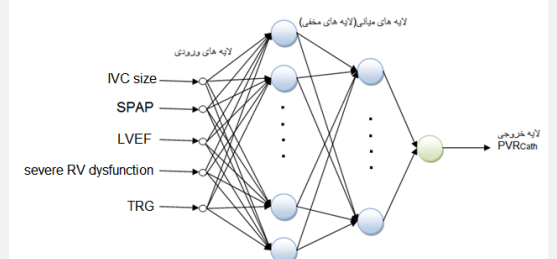 لایه های میانی(لایه های مخفی)
لایه های ورودی
IVC size
SPAP
LVEF
severe RV dysfunction
TRG
لایه خروجی
PVRCath